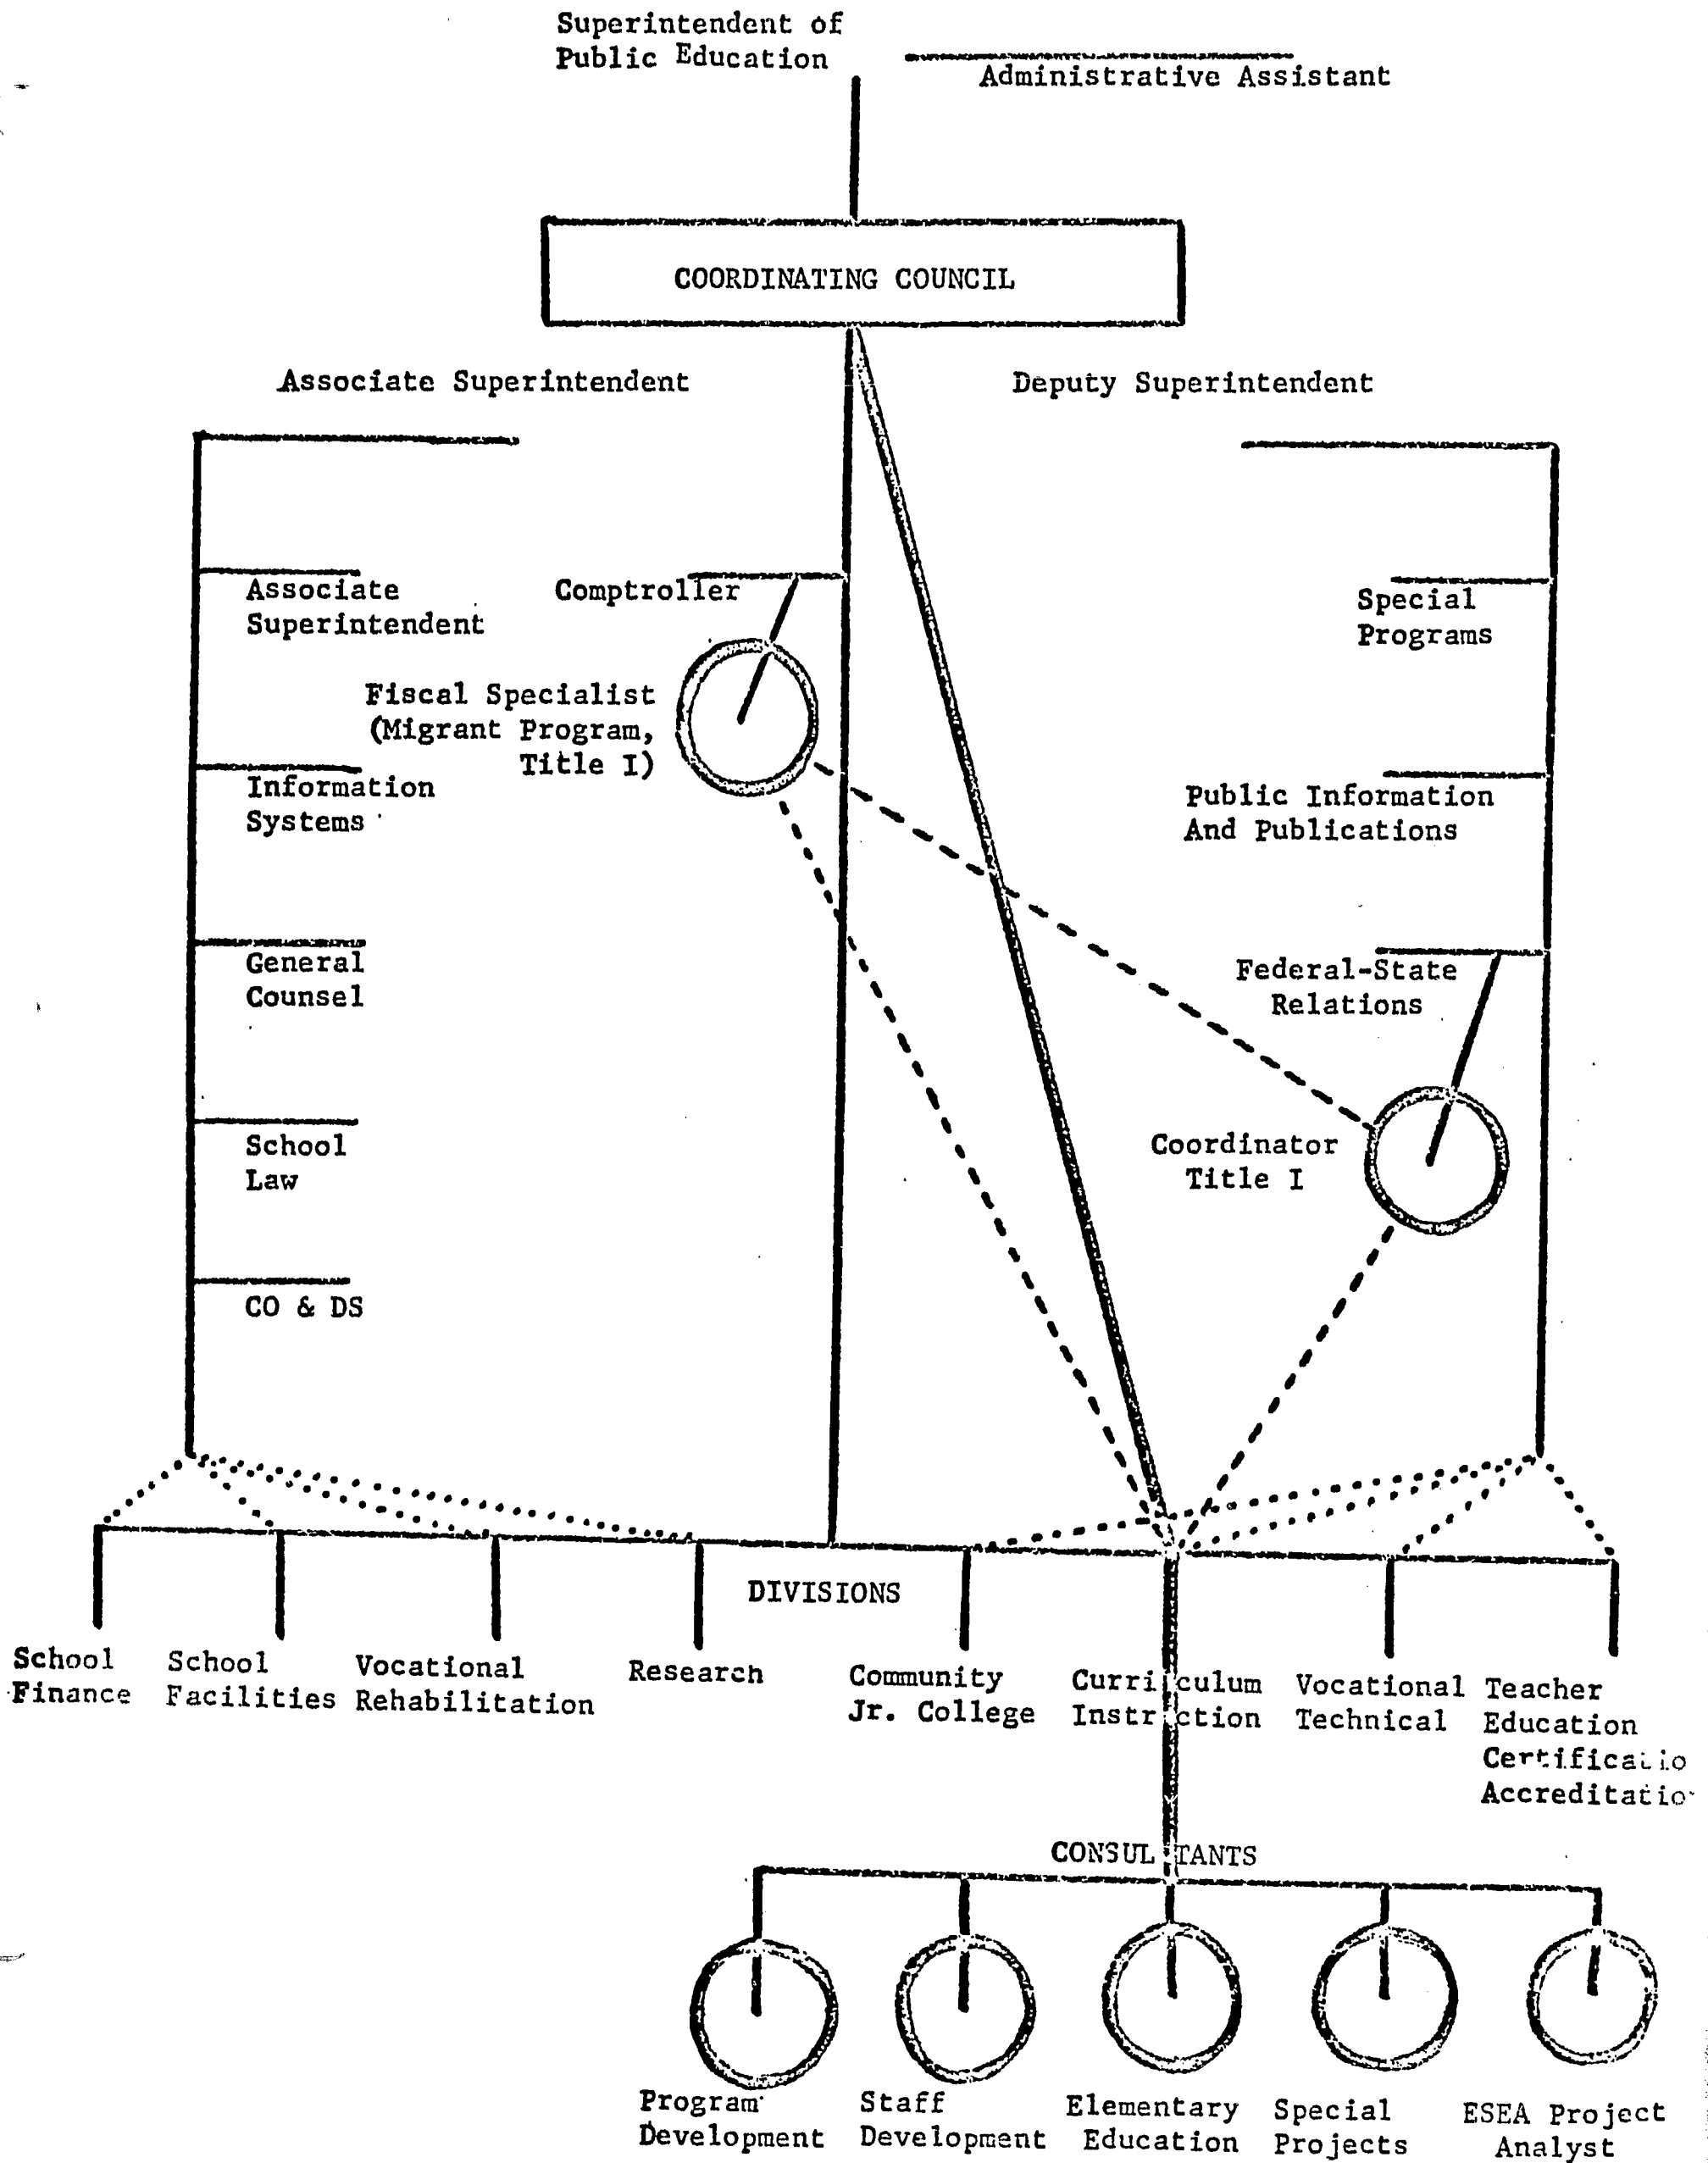 Superintendent of
Public Education
Administrative Assistant
COORDINATING COUNCIL
Associate Superintendent
Deputy Superintendent
Associate
Superintendent
Comptroller
Special
Programs
Fiscal Specialist
(Migrant Program,
Title I)
Information
Systems
Public Information
And Publications
General
Counsel
Federal-State
Relations
School
Law
Coordinator
Title I
CO & DS
DIVISIONS
School
Finance
School
Facilities
Vocational
Rehabilitation
Research
Community
Jr. College
Curriculum
Instruction
Vocational
Technical
Teacher
Education
Certificatio
Accreditatio
CONSULTANTS
Program
Development
Staff
Development
Elementary
Education
Special
Projects
ESEA Project
Analyst